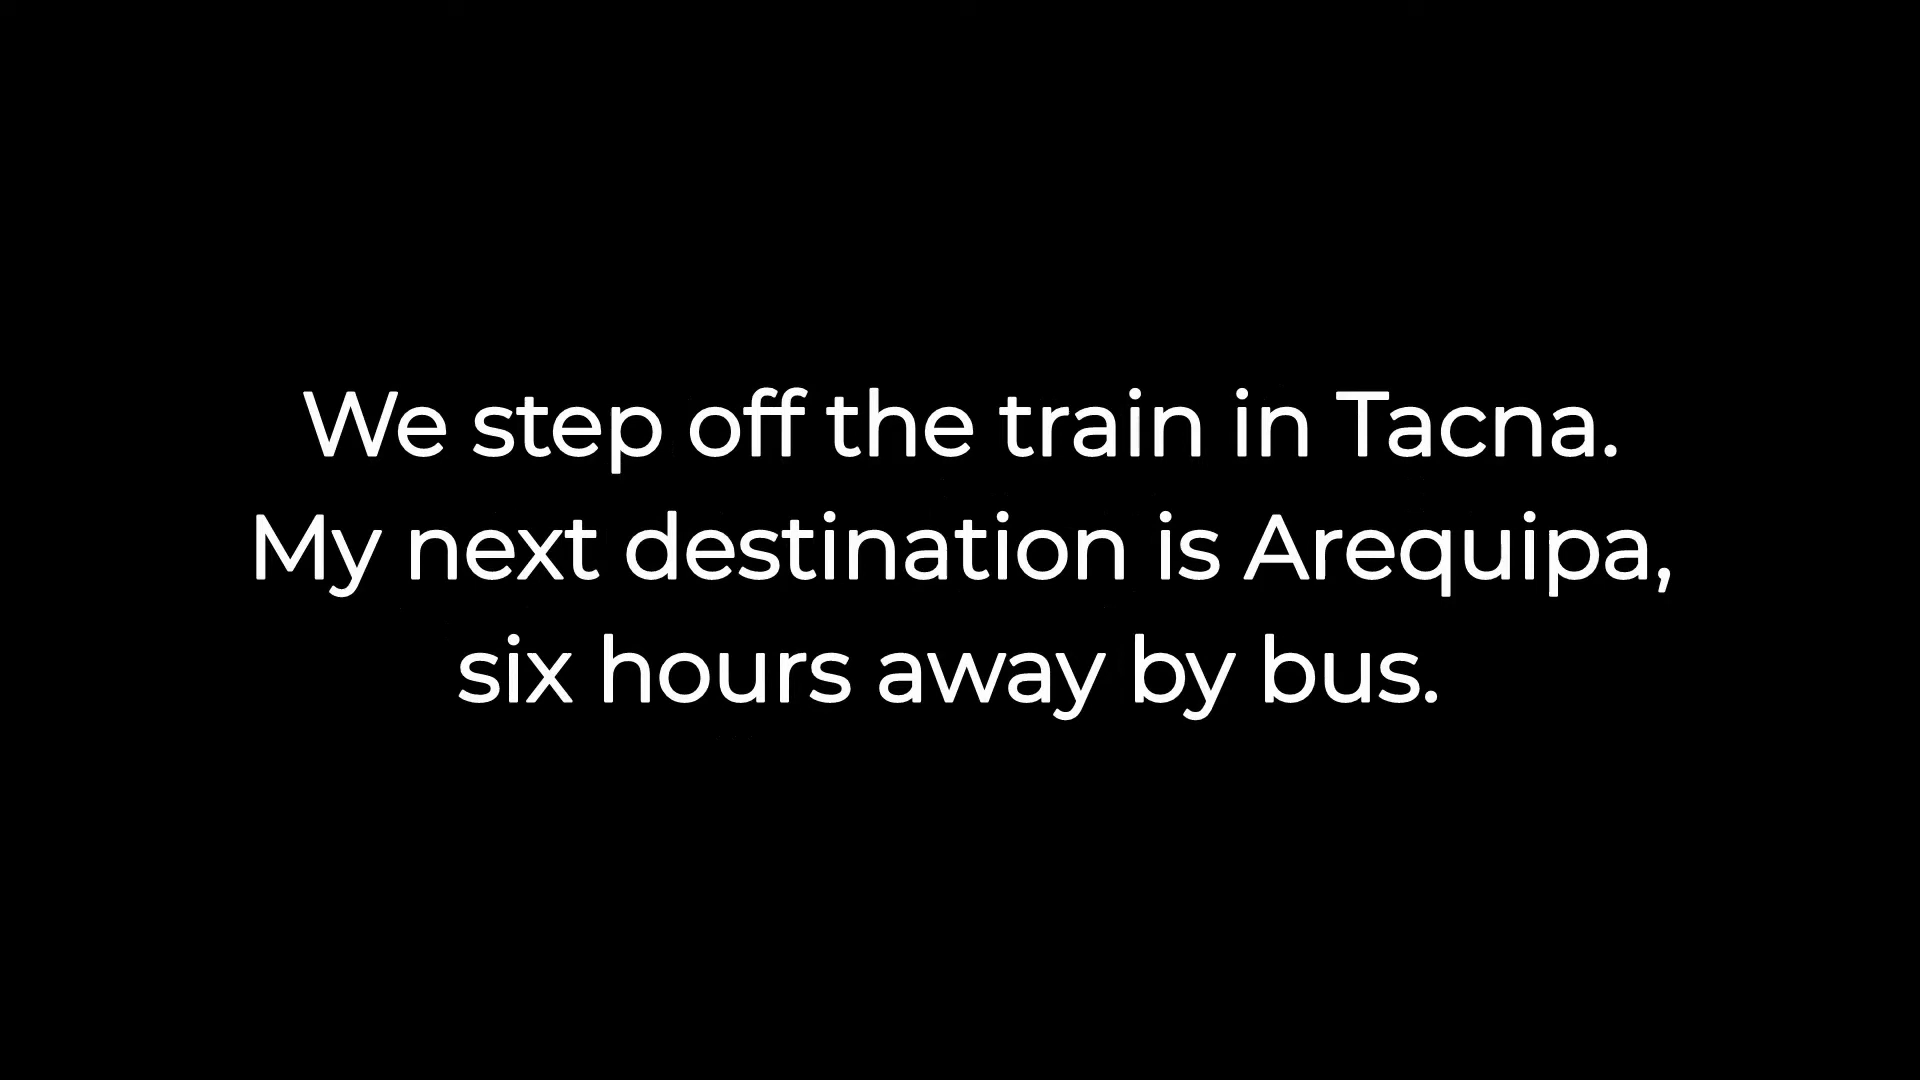 We step off the train in Tacna.
My next destination is Arequipa,
six hours away by bus.